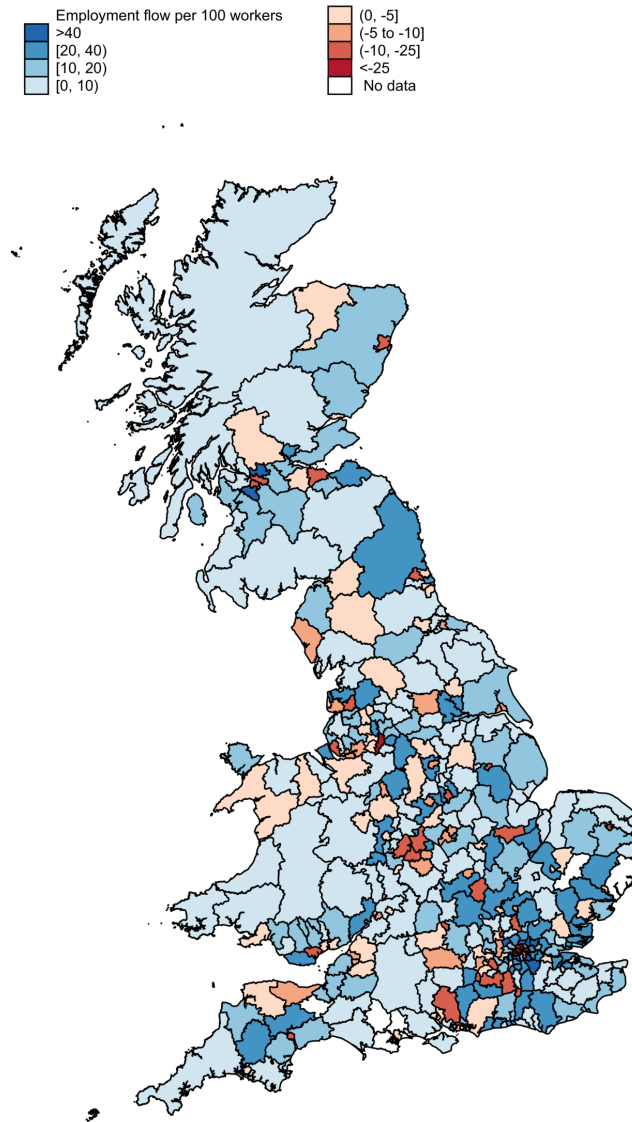 Employment flow per 100 workers
>40
[20, 40)
[10, 20)
[0, 10)
(0, -5]
(-5 to -10]
(-10, -25]
<-25
No data